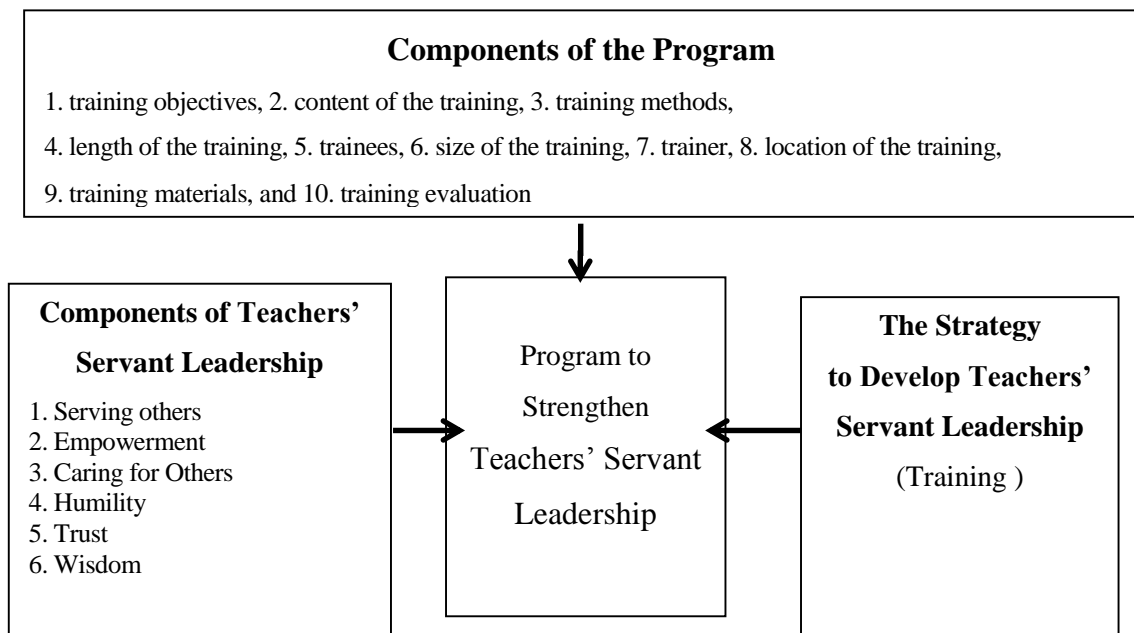 Components of the Program
1. training objectives, 2. content of the training, 3. training methods,
4. length of the training, 5. trainees, 6. size of the training, 7. trainer, 8. location of the training,
9. training materials, and 10. training evaluation
Components of Teachers’
Servant Leadership
1. Serving others
2. Empowerment
3. Caring for Others
4. Humility
5. Trust
6. Wisdom
Program to
Strengthen
Teachers’ Servant
Leadership
The Strategy
to Develop Teachers’
Servant Leadership
(Training )